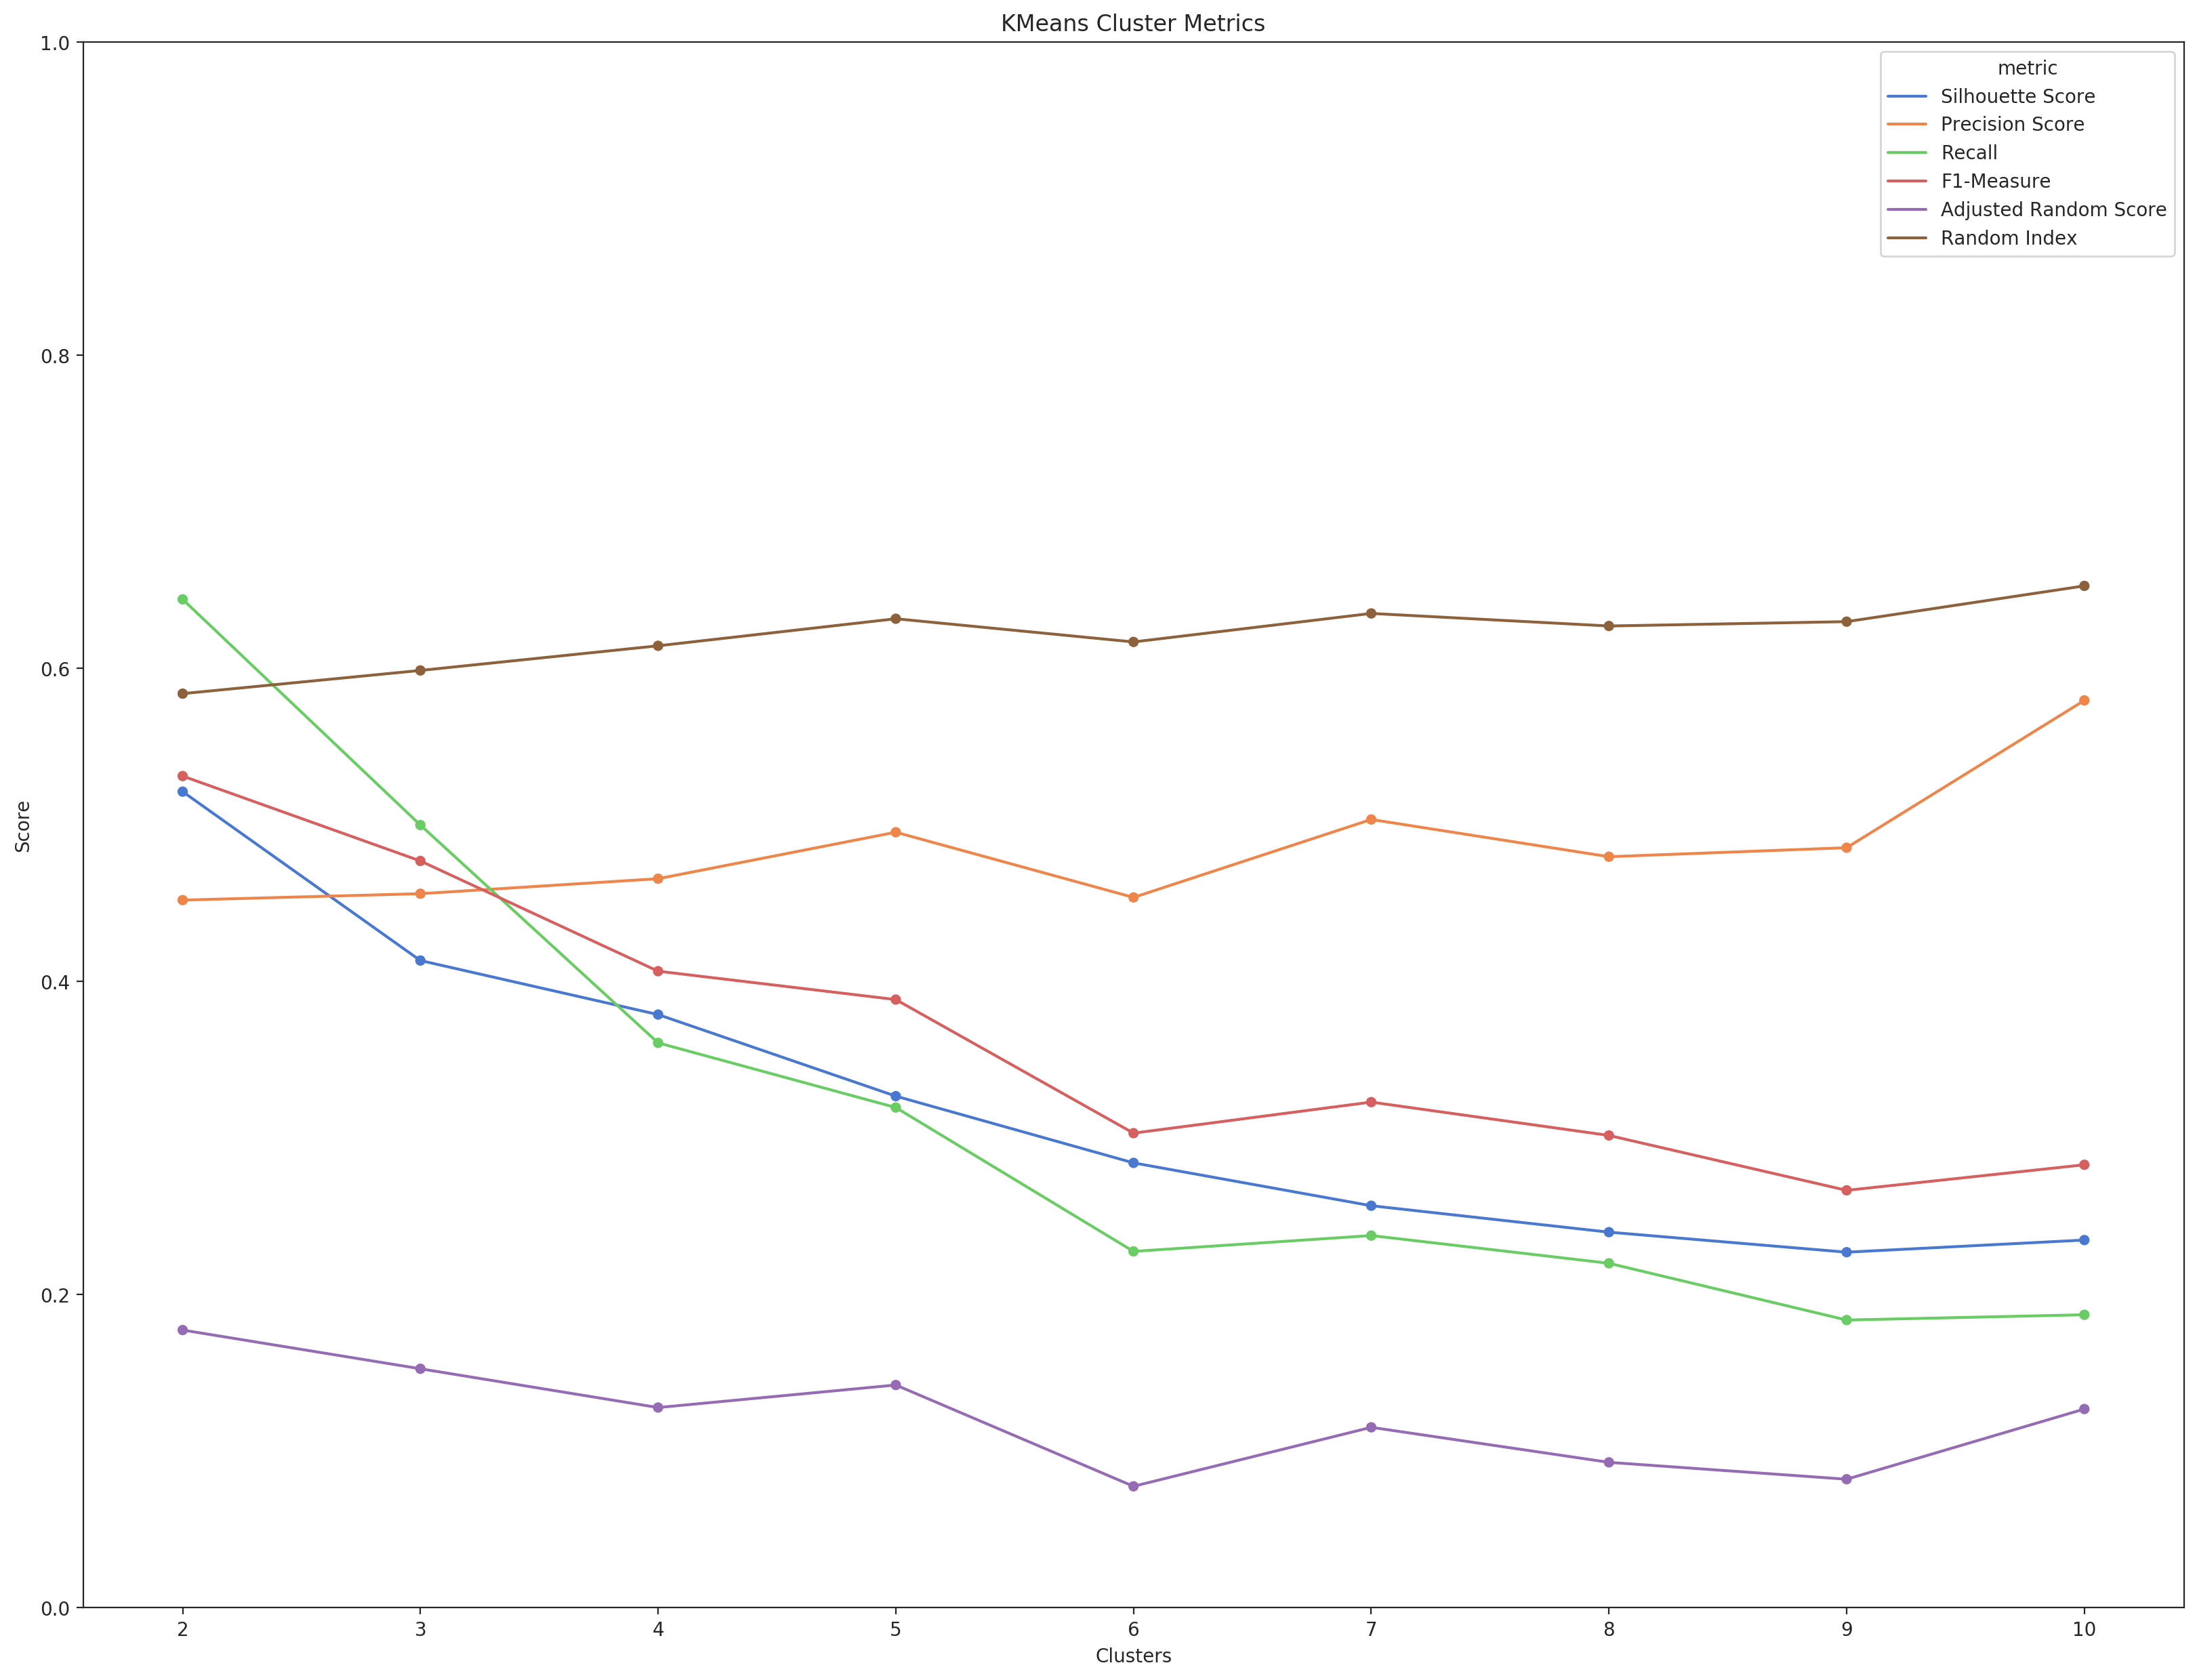 KMeans Cluster Metrics
1.0
0.8
0.6
0.4
0.2
0.0
Score
metric
Silhouette Score
Precision Score
Recall
F1-Measure
Adjusted Random Score
Random Index
2 3 4 5 6 7 8 9 10
Clusters